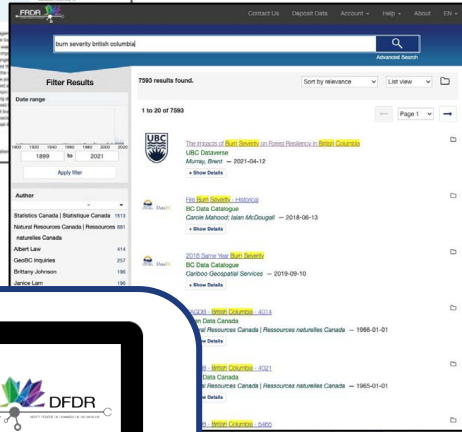 FRDR
Contact Us Deposit Data Account Help About EN
burn severity british columbia
Advanced Search
Filter Results
7593 results found.
Sort by relevance
List view
Date range
1 to 20 of 7593
Page 1
1900 1920 1940 1960 1980 2000 2020
1899 to 2021
Apply filter
UBC
The Impacts of Burn Severity on Forest Resiliency in British Columbia
UBC Dataverse
Murray, Brent — 2021-04-12
+ Show Details
Author
Statistics Canada | Statistique Canada 1513
Natural Resources Canada | Ressources naturelles Canada 881
Albert Law 414
GeoBC Inquiries 257
Brittany Johnson 196
Janice Lam 196
Fire Burn Severity - Historical
BC Data Catalogue
Carole Mahood; Ialan McDougall — 2018-06-13
+ Show Details
2018 Same Year Burn Severity
BC Data Catalogue
Cariboo Geospatial Services — 2019-09-10
+ Show Details
- British Columbia - 4014
Data Canada
Resources Canada | Ressources naturelles Canada — 1966-01-01
Show Details
- British Columbia - 4021
Data Canada
Resources Canada | Ressources naturelles Canada — 1965-01-01
Details
- British Columbia - 5465
DFDR